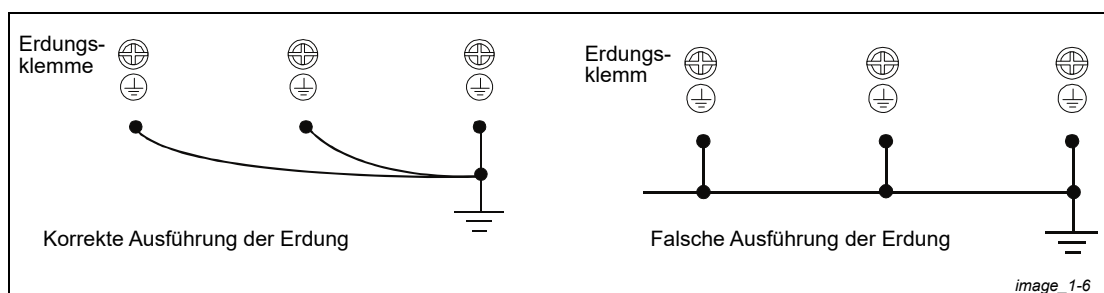 Erdungs-
klemme
Korrekte Ausführung der Erdung
Erdungs-
klemm
Falsche Ausführung der Erdung
image_1-6